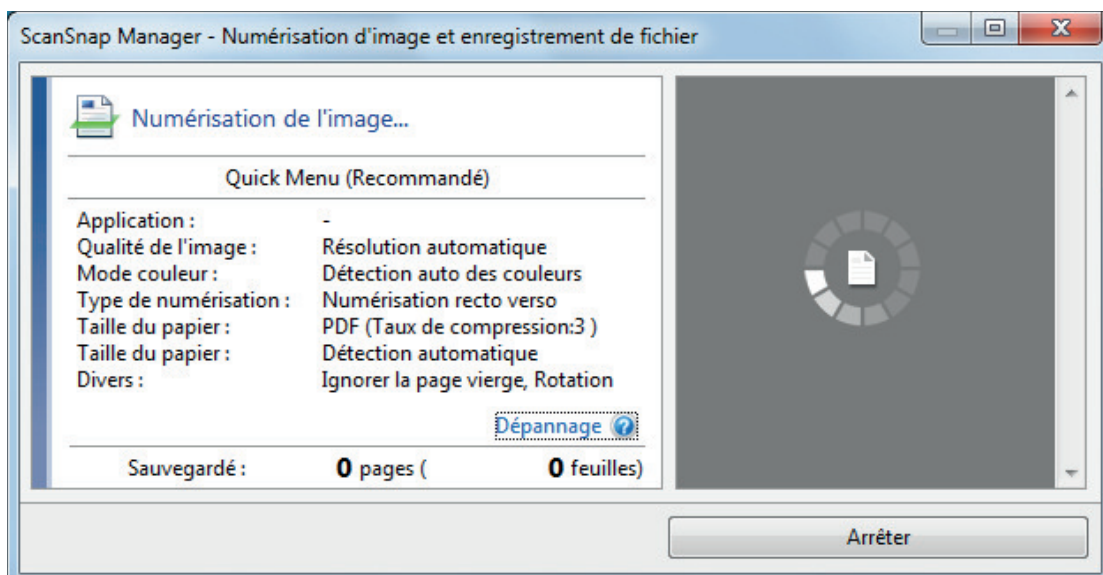 ScanSnap Manager - Numérisation d'image et enregistrement de fichier
Numérisation de l'image...
Quick Menu (Recommandé)
Application : -
Qualité de l'image : Résolution automatique
Mode couleur : Détection auto des couleurs
Type de numérisation : Numérisation recto verso
Taille du papier : PDF (Taux de compression:3 )
Taille du papier : Détection automatique
Divers : Ignorer la page vierge, Rotation
Dépannage ?
Sauvegardé : 0 pages ( 0 feuilles)
Arrêter